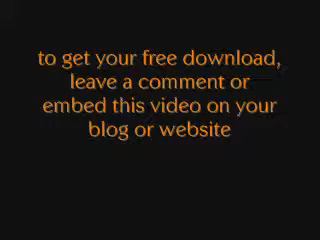 to get your free download,
leave a comment or
embed this video on your
blog or website